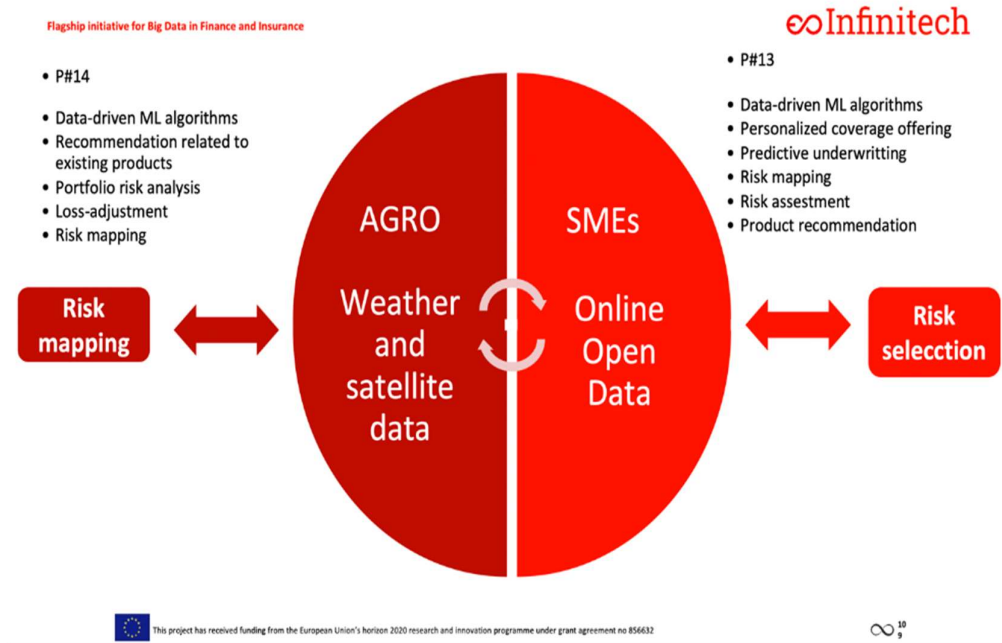 Flagship initiative for Big Data in Finance and Insurance
Infinitech
• P#14
• Data-driven ML algorithms
• Recommendation related to
existing products
• Portfolio risk analysis
• Loss-adjustment
• Risk mapping
• P#13
• Data-driven ML algorithms
• Personalized coverage offering
• Predictive underwritting
• Risk mapping
• Risk assestment
• Product recommendation
Risk
mapping
AGRO
Weather
and
satellite
data
SMEs
Online
Open
Data
Risk
selecction
This project has received funding from the European Union's horizon 2020 research and innovation programme under grant agreement no 856632
10
9